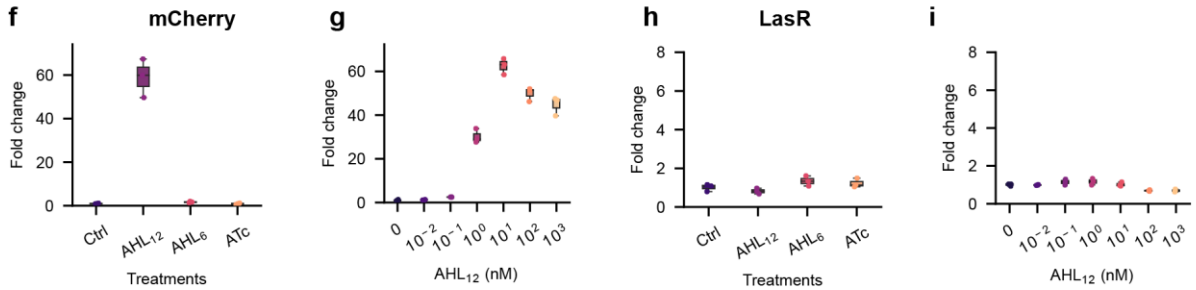 f
mCherry
Fold change
60
40
20
0
Ctrl
AHL₁₂
AHL₆
ATc
Treatments
g
Fold change
60
40
20
0
0
10⁻²
10⁻¹
10⁰
10¹
10²
10³
AHL₁₂ (nM)
h
LasR
Fold change
8
6
4
2
0
Ctrl
AHL₁₂
AHL₆
ATc
Treatments
i
Fold change
8
6
4
2
0
0
10⁻²
10⁻¹
10⁰
10¹
10²
10³
AHL₁₂ (nM)